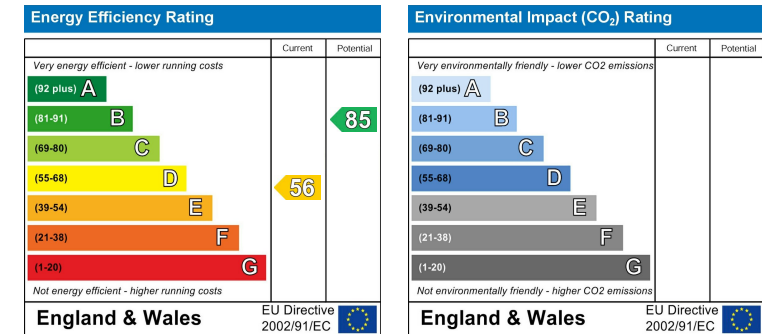 Energy Efficiency Rating
Current Potential
Very energy efficient - lower running costs
(92 plus) A
(81-91) B
85
(69-80) C
(55-68) D
56
(39-54) E
(21-38) F
(1-20) G
Not energy efficient - higher running costs
England & Wales
EU Directive
2002/91/EC
Environmental Impact (CO₂) Rating
Current Potential
Very environmentally friendly - lower CO2 emissions
(92 plus) A
(81-91) B
(69-80) C
(55-68) D
(39-54) E
(21-38) F
(1-20) G
Not environmentally friendly - higher CO2 emissions
England & Wales
EU Directive
2002/91/EC